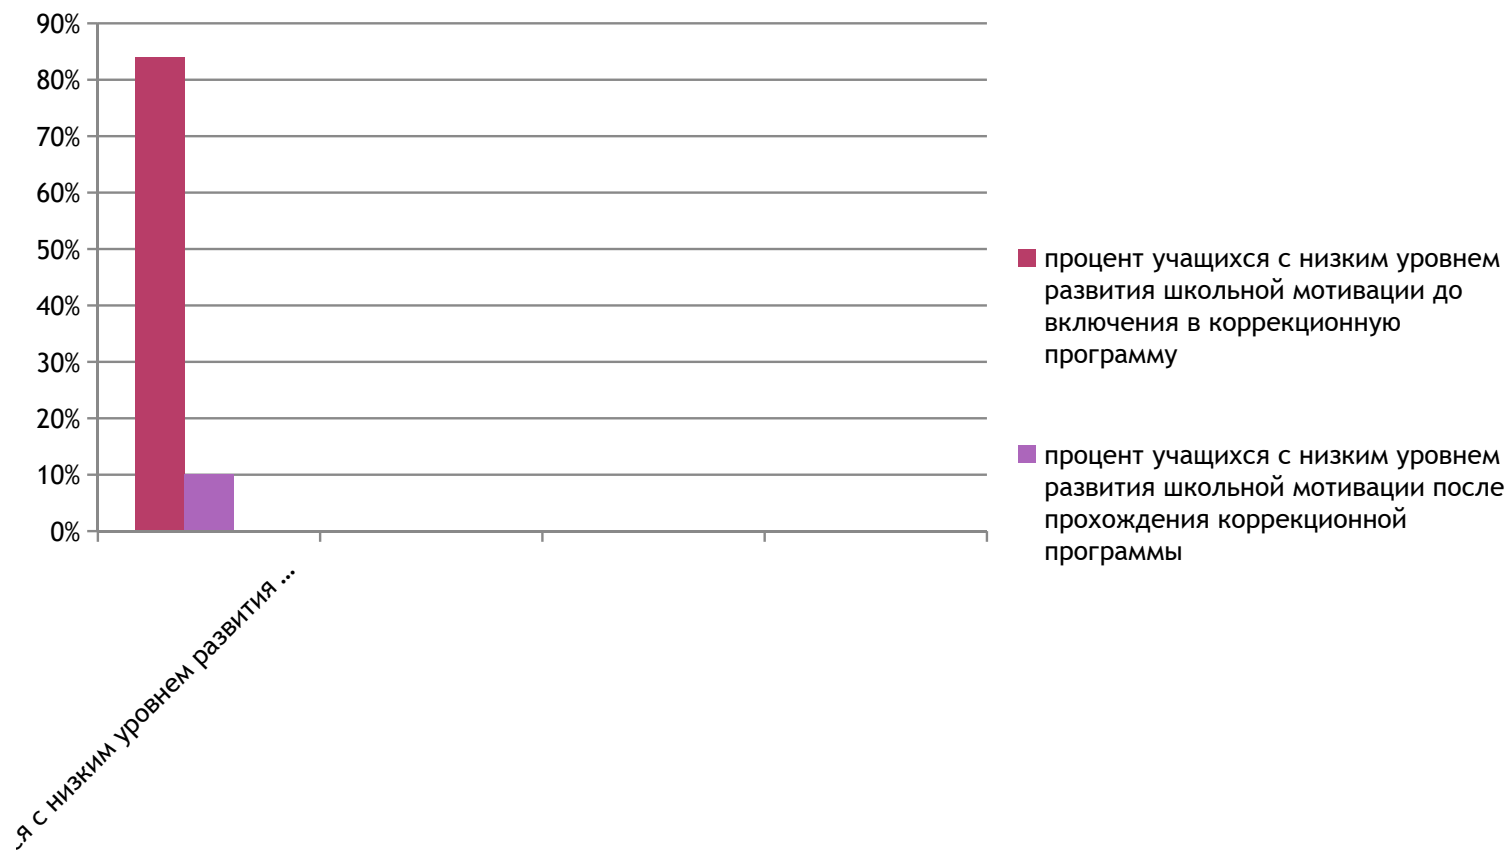 90%
80%
70%
60%
50%
40%
30%
20%
10%
0%
с низким уровнем развития ...
процент учащихся с низким уровнем
развития школьной мотивации до
включения в коррекционную
программу
процент учащихся с низким уровнем
развития школьной мотивации после
прохождения коррекционной
программы